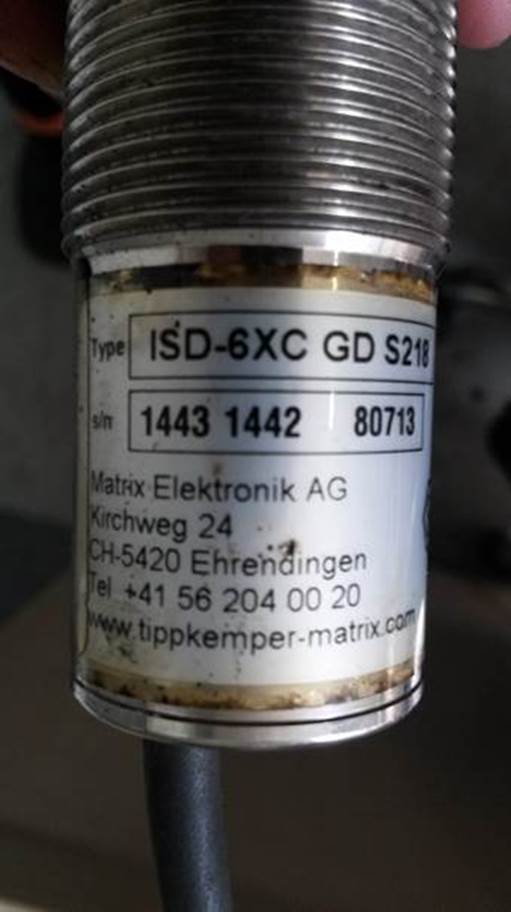 Type ISD-6XC GD S218
s/n 1443 1442 80713
Matrix Elektronik AG
Kirchweg 24
CH-5420 Ehrendingen
Tel +41 56 204 00 20
www.tippkemper-matrix.com